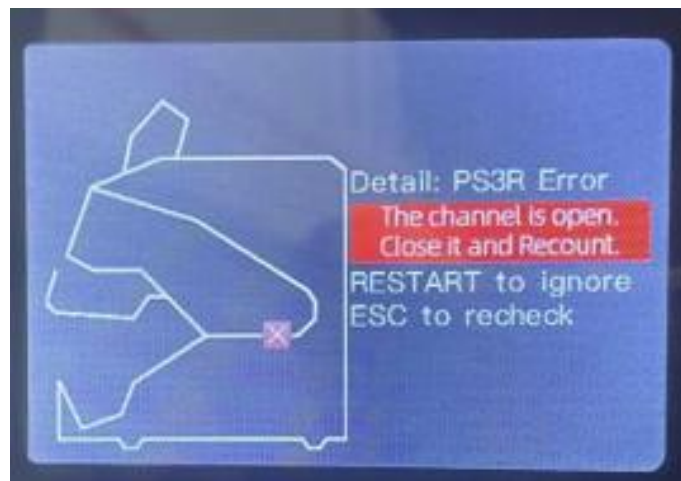 Detail: PS3R Error
The channel is open.
Close it and Recount.
RESTART to ignore
ESC to recheck